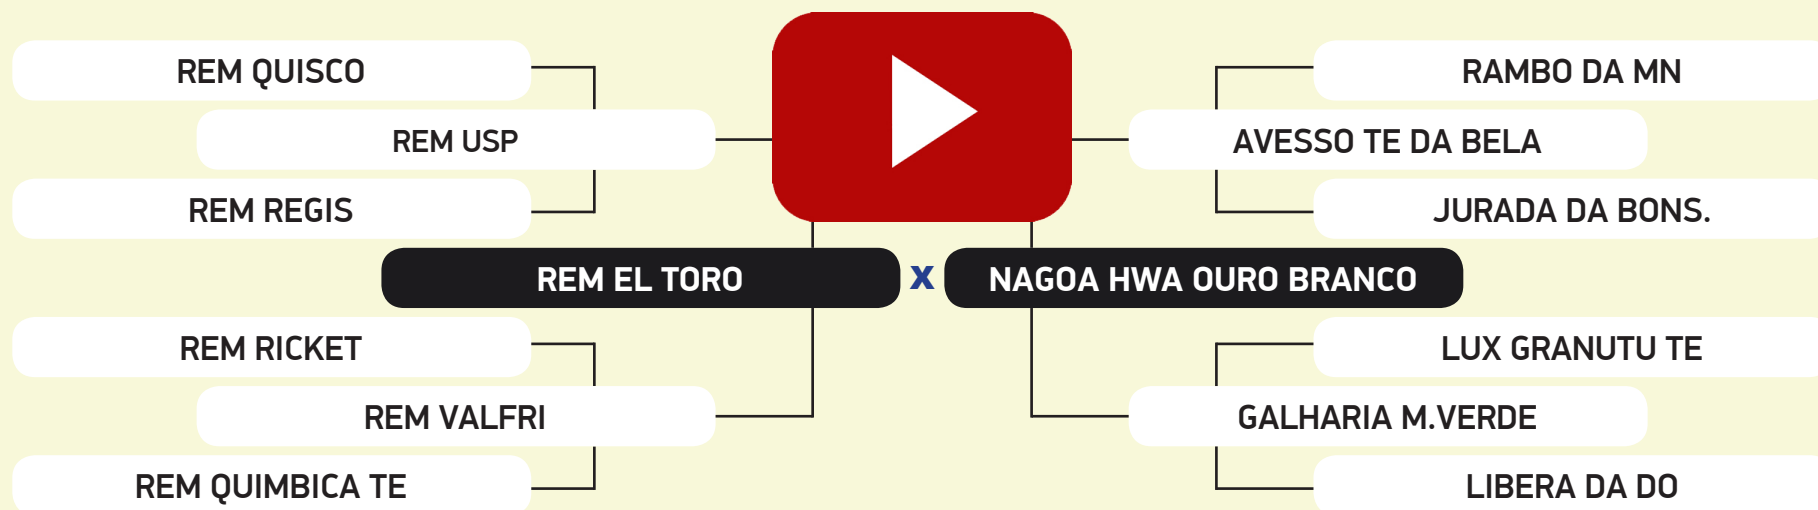 REM QUISCO
REM USP
REM REGIS
REM EL TORO
REM RICKET
REM VALFRI
REM QUIMBICA TE
X
RAMBO DA MN
AVESSO TE DA BELA
JURADA DA BONS.
NAGOA HWA OURO BRANCO
LUX GRANUTU TE
GALHARIA M.VERDE
LIBERA DA DO